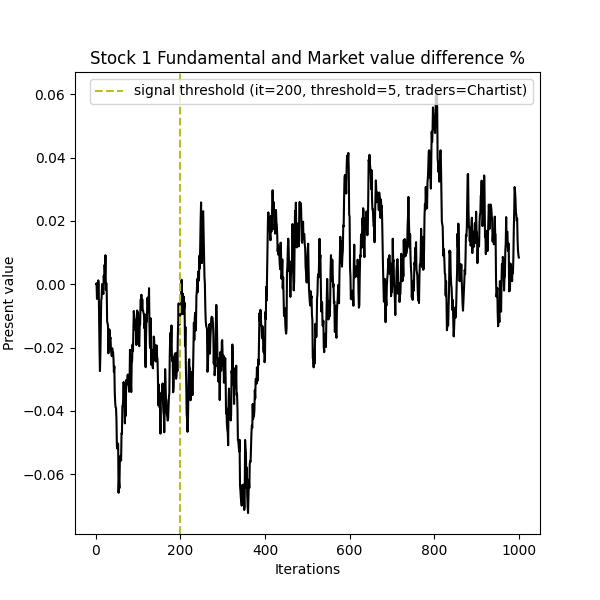 Stock 1 Fundamental and Market value difference %
signal threshold (it=200, threshold=5, traders=Chartist)
0.06
0.04
0.02
0.00
−0.02
−0.04
−0.06
Present value
0 200 400 600 800 1000
Iterations